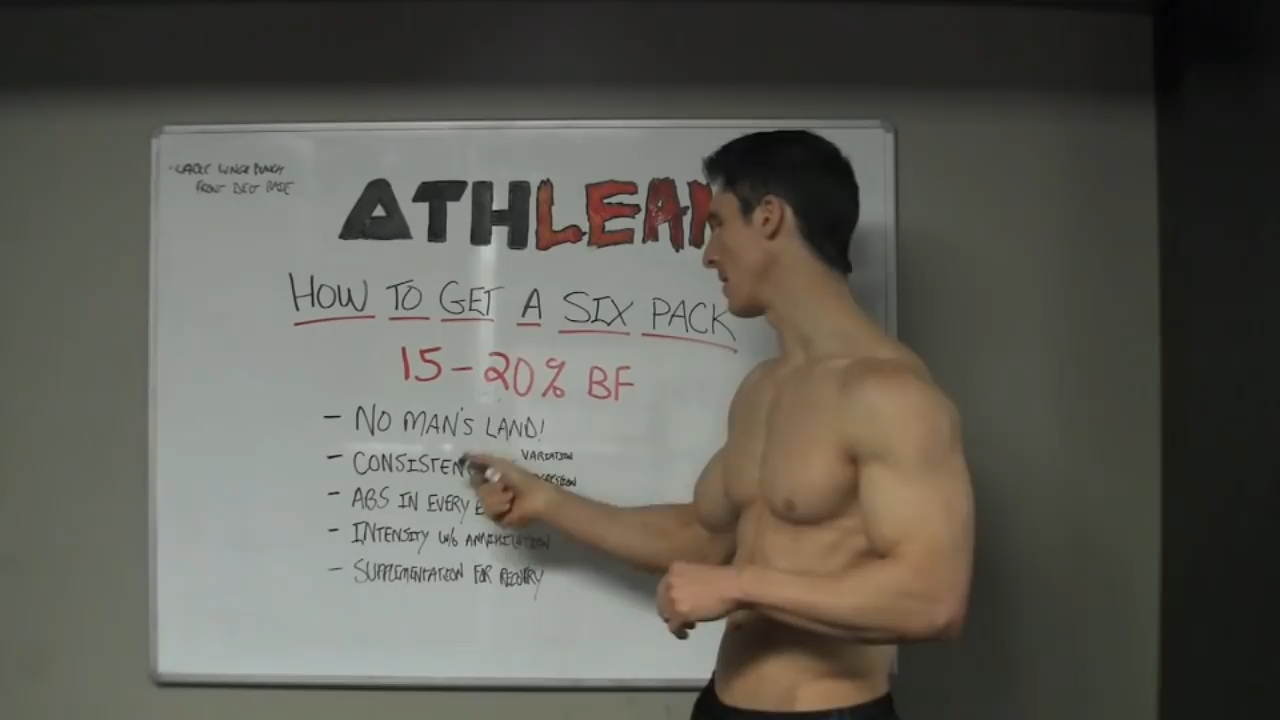 ATHLEAN
HOW TO GET A SIX PACK
15-20% BF
- NO MAN'S LAND!
- CONSISTEN
VARIATION
- ABS IN EVERY
- INTENSITY W/O ANNIHILATION
- SUPPLEMENTATION FOR RECOVERY